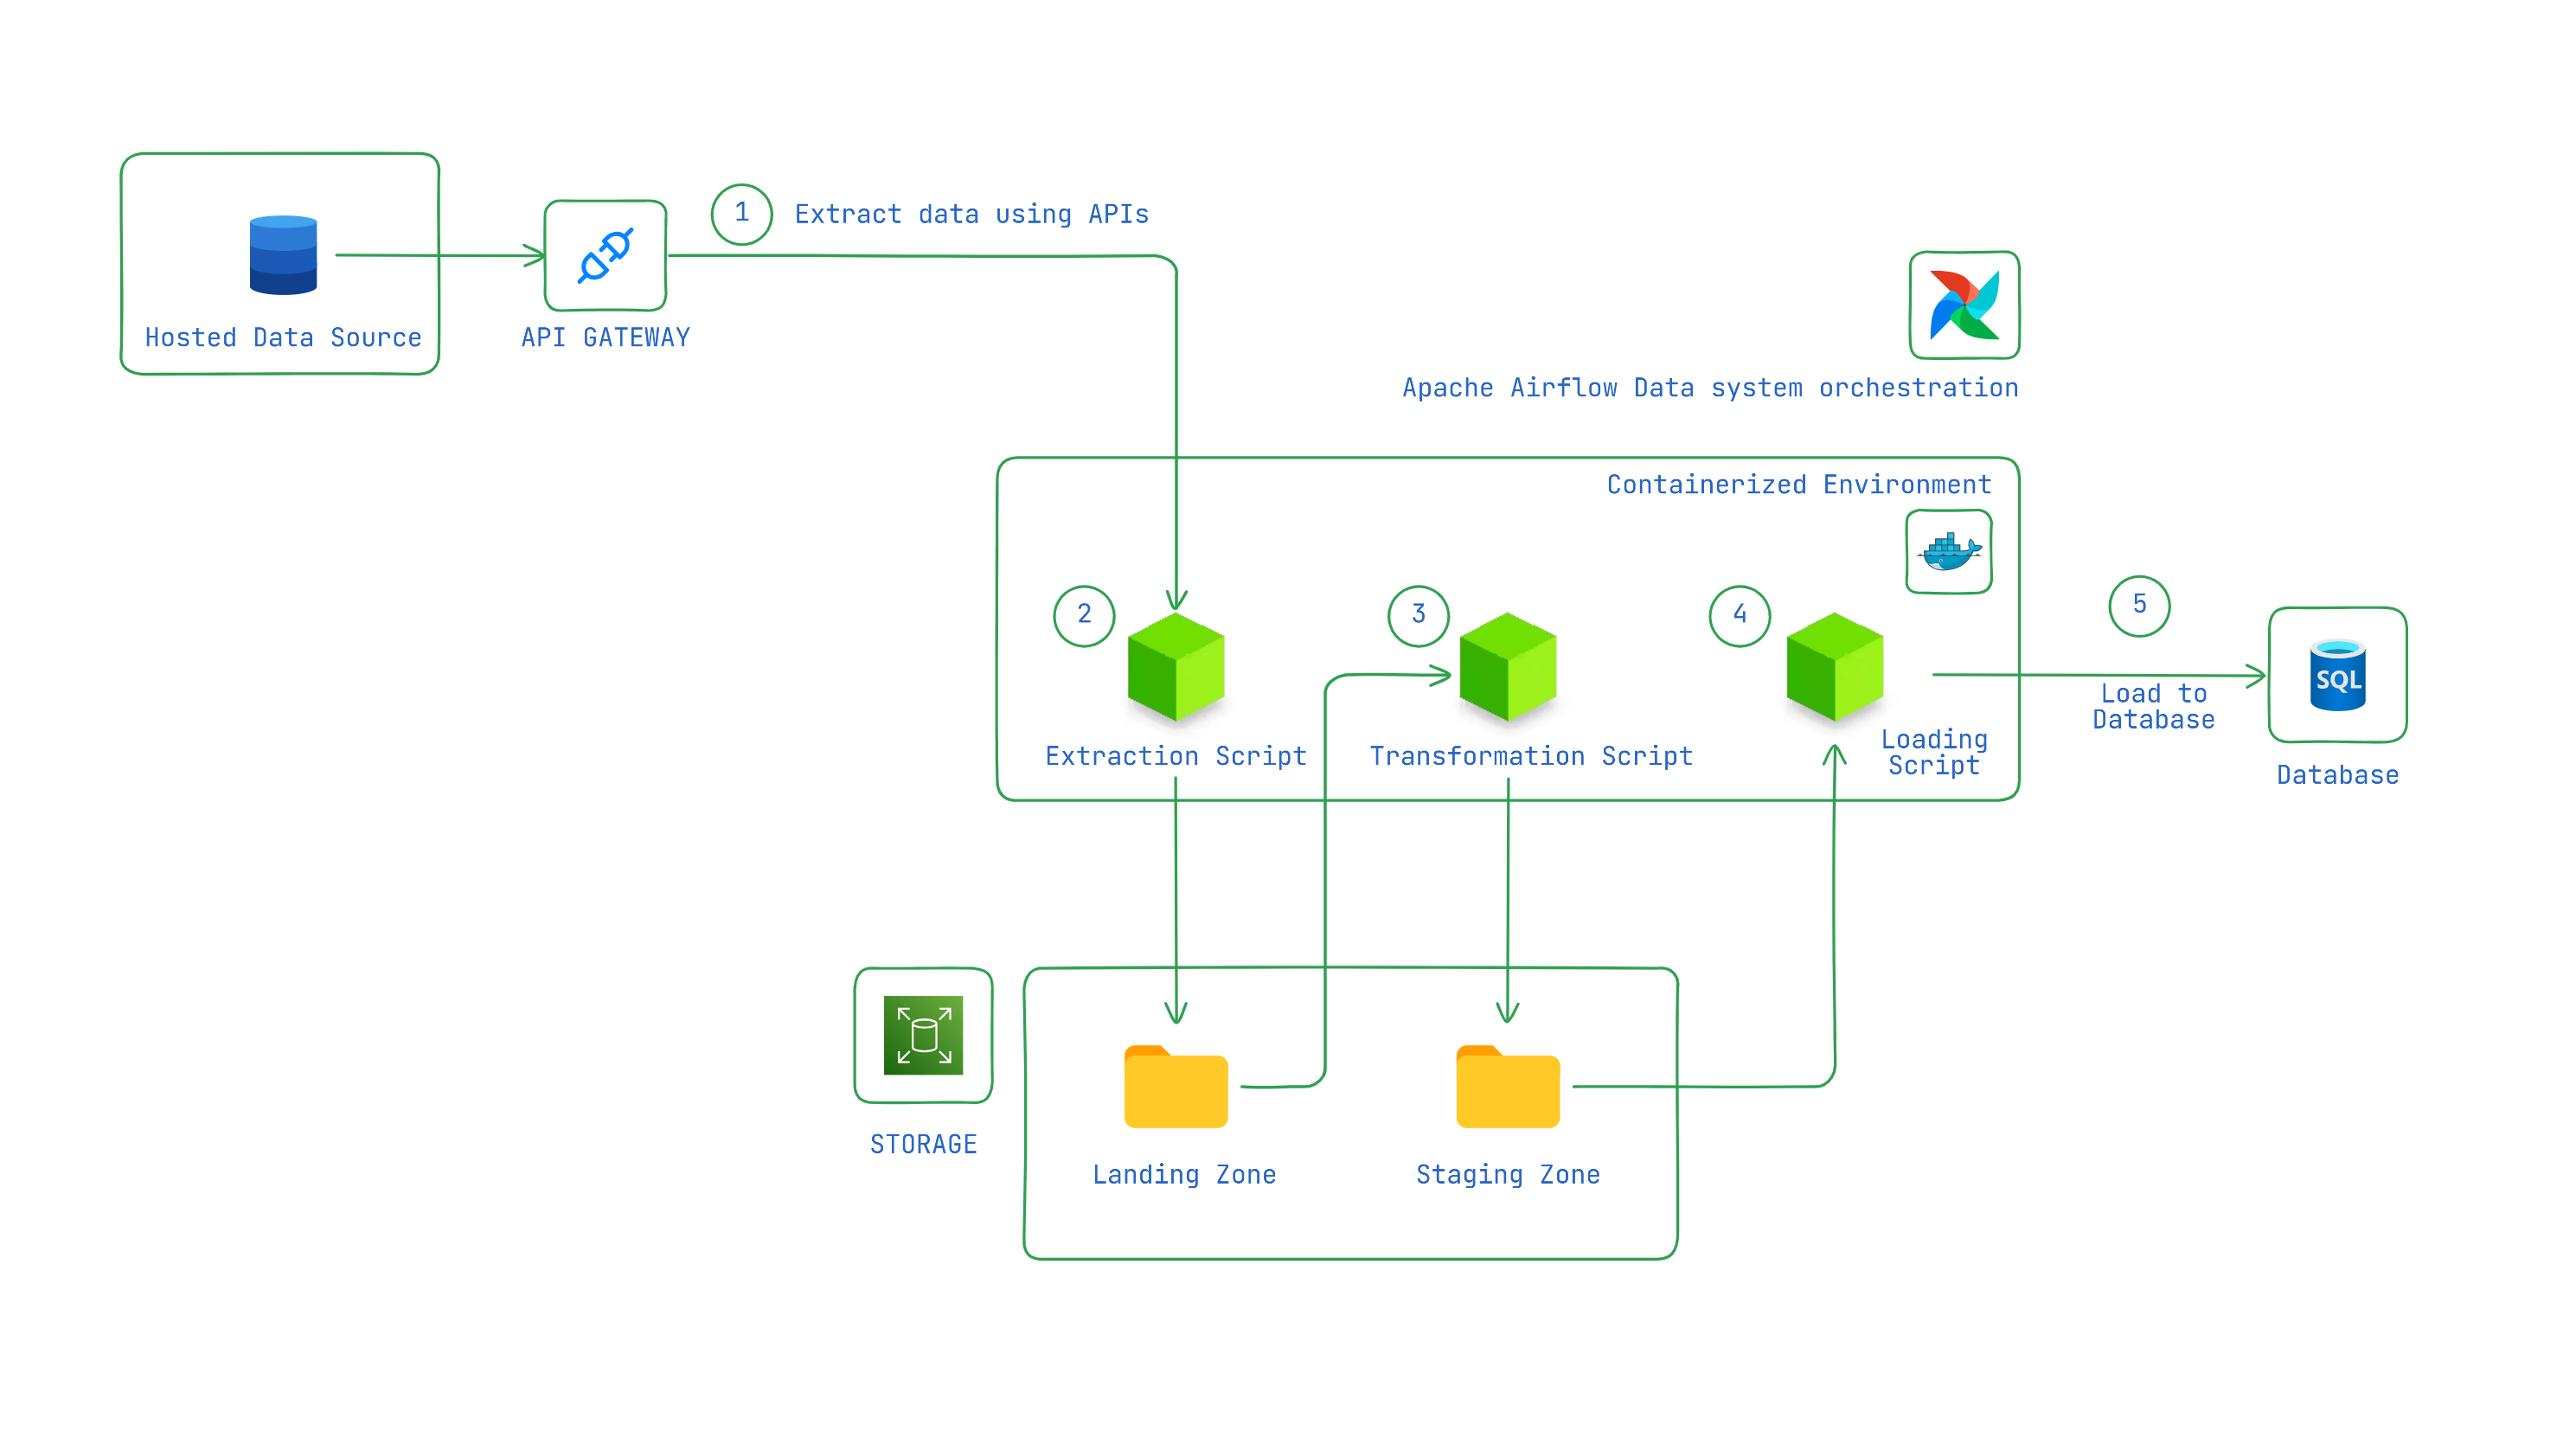 1
Extract data using APIs
Hosted Data Source
API GATEWAY
Apache Airflow Data system orchestration
Containerized Environment
2
3
4
5
Extraction Script
Transformation Script
Loading
Script
Load to
Database
SQL
Database
STORAGE
Landing Zone
Staging Zone